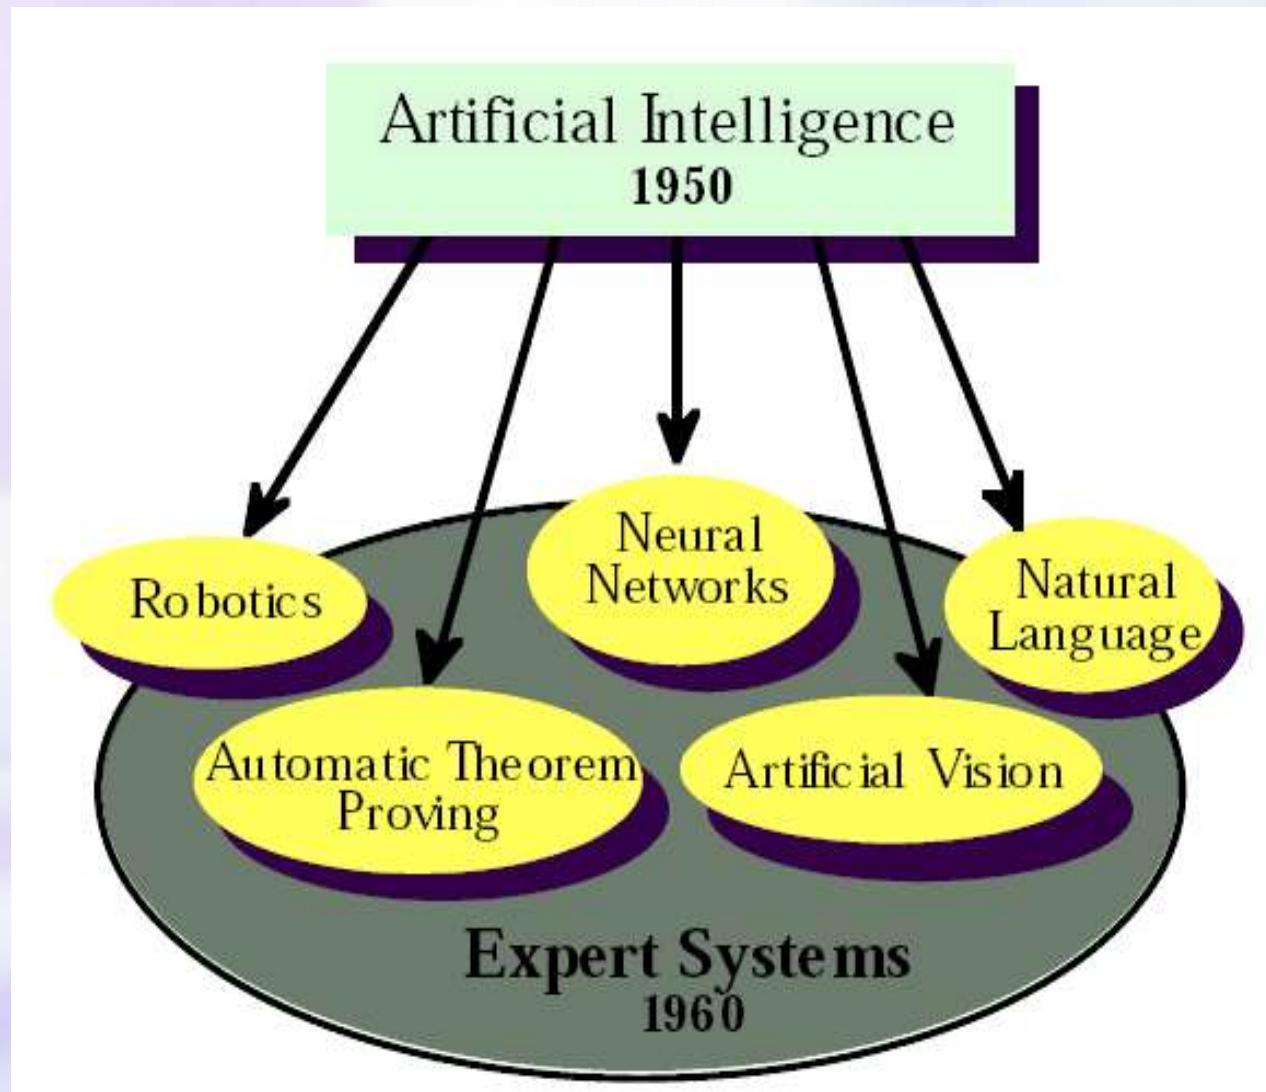 Artificial Intelligence
1950
Neural
Networks
Robotics
Natural
Language
Automatic Theorem
Proving
Artificial Vision
Expert Systems
1960